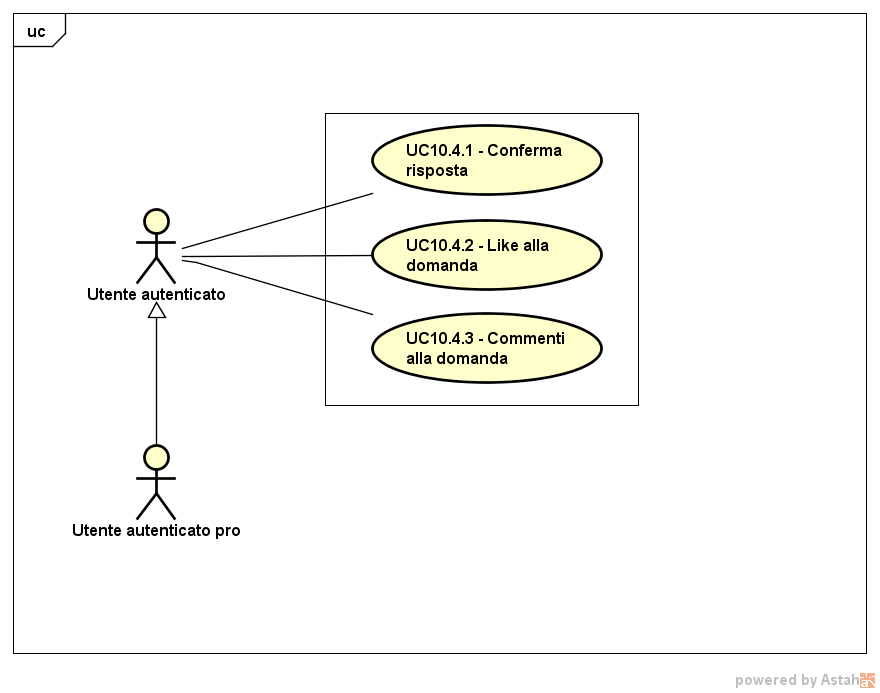 uc
UC10.4.1 - Conferma
risposta
UC10.4.2 - Like alla
domanda
Utente autenticato
UC10.4.3 - Commenti
alla domanda
Utente autenticato pro
powered by Astah